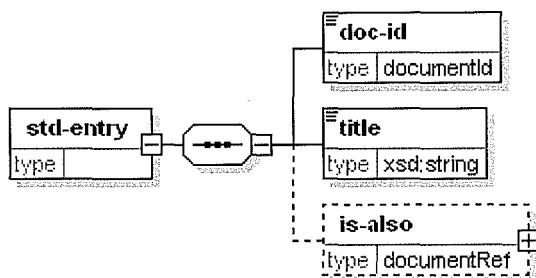 doc-id
type documentId
std-entry
type
title
type xsd:string
is-also
type documentRef